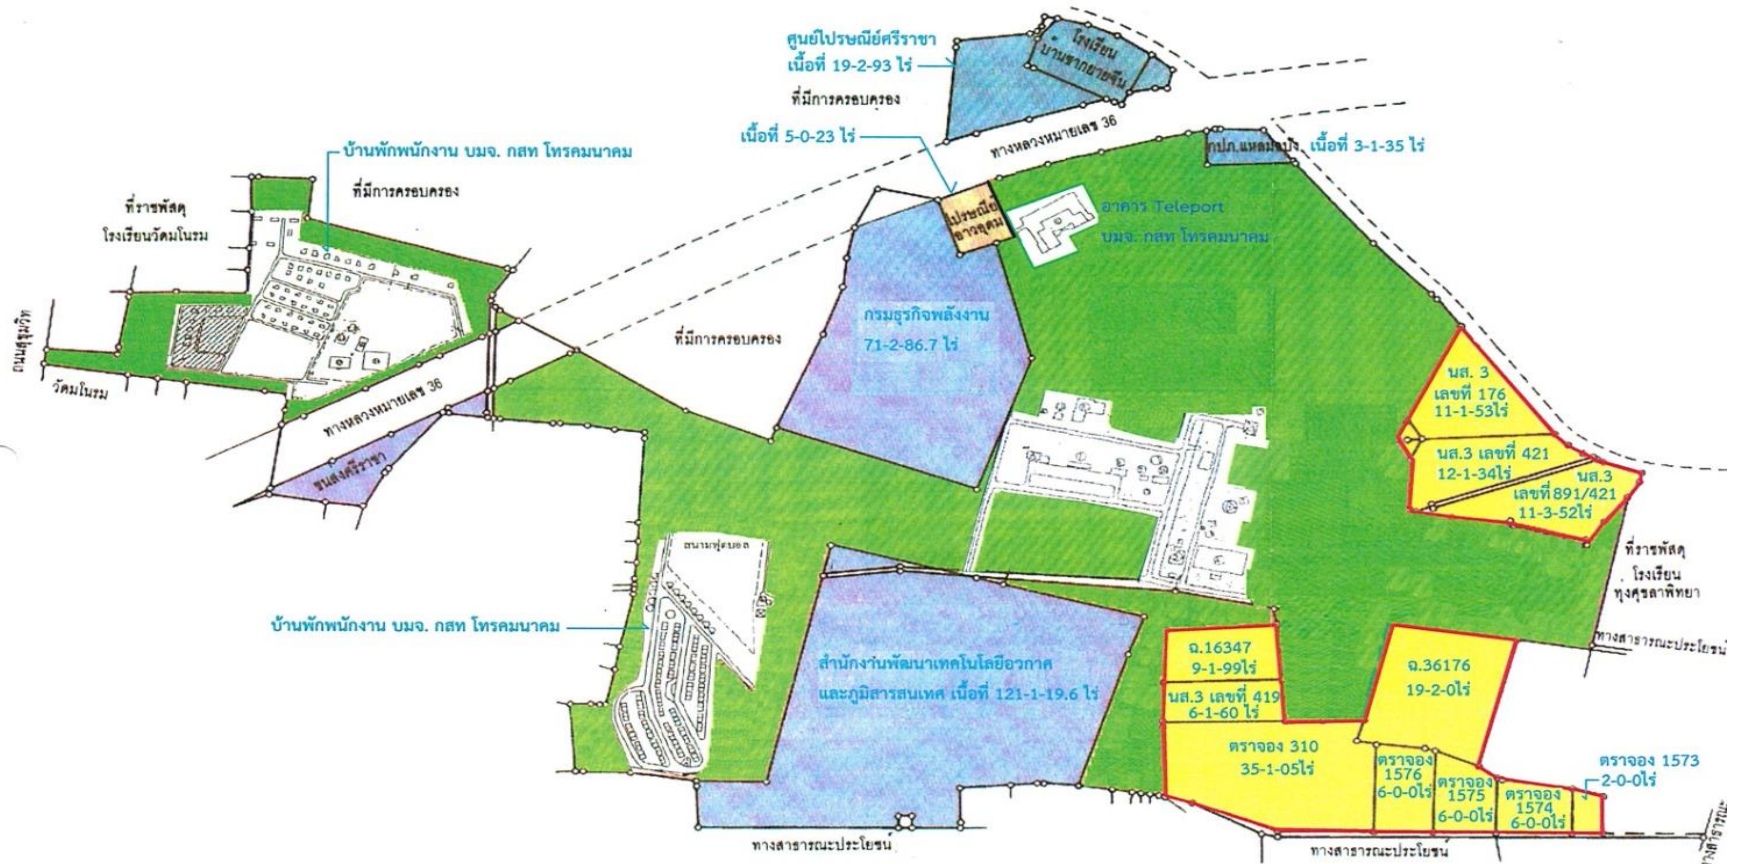 ศูนย์ไปรษณีย์ศรีราชา
เนื้อที่ 19-2-93 ไร่
โรงเรียน
บ้านชากยายจีน
ที่มีการครอบครอง
เนื้อที่ 5-0-23 ไร่
ทางหลวงหมายเลข 36
กปภ.แหลมฉบัง
เนื้อที่ 3-1-35 ไร่
บ้านพักพนักงาน บมจ. กสท โทรคมนาคม
ที่มีการครอบครอง
ที่ราชพัสดุ
โรงเรียนวัดมโนรม
ไปรษณีย์
อ่าวอุดม
อาคาร Teleport
บมจ. กสท โทรคมนาคม
กรมธุรกิจพลังงาน
71-2-86.7 ไร่
ที่มีการครอบครอง
ถนนสุขุมวิท
วัดมโนรม
ทางหลวงหมายเลข 36
ขนส่งศรีราชา
นส. 3
เลขที่ 176
11-1-53ไร่
นส.3 เลขที่ 421
12-1-34ไร่
นส.3
เลขที่891/421
11-3-52ไร่
ที่ราชพัสดุ
โรงเรียน
ทุ่งศุขลาพิทยา
ทางสาธารณะประโยชน์
สนามฟุตบอล
บ้านพักพนักงาน บมจ. กสท โทรคมนาคม
สำนักงานพัฒนาเทคโนโลยีอวกาศ
และภูมิสารสนเทศ เนื้อที่ 121-1-19.6 ไร่
ฉ.16347
9-1-99ไร่
นส.3 เลขที่ 419
6-1-60 ไร่
ฉ.36176
19-2-0ไร่
ตราจอง 310
35-1-05ไร่
ตราจอง
1576
6-0-0ไร่
ตราจอง
1575
6-0-0ไร่
ตราจอง
1574
6-0-0ไร่
ตราจอง 1573
2-0-0ไร่
ทางสาธารณะประโยชน์
ทางสาธารณะประโยชน์
ทางสาธารณะ